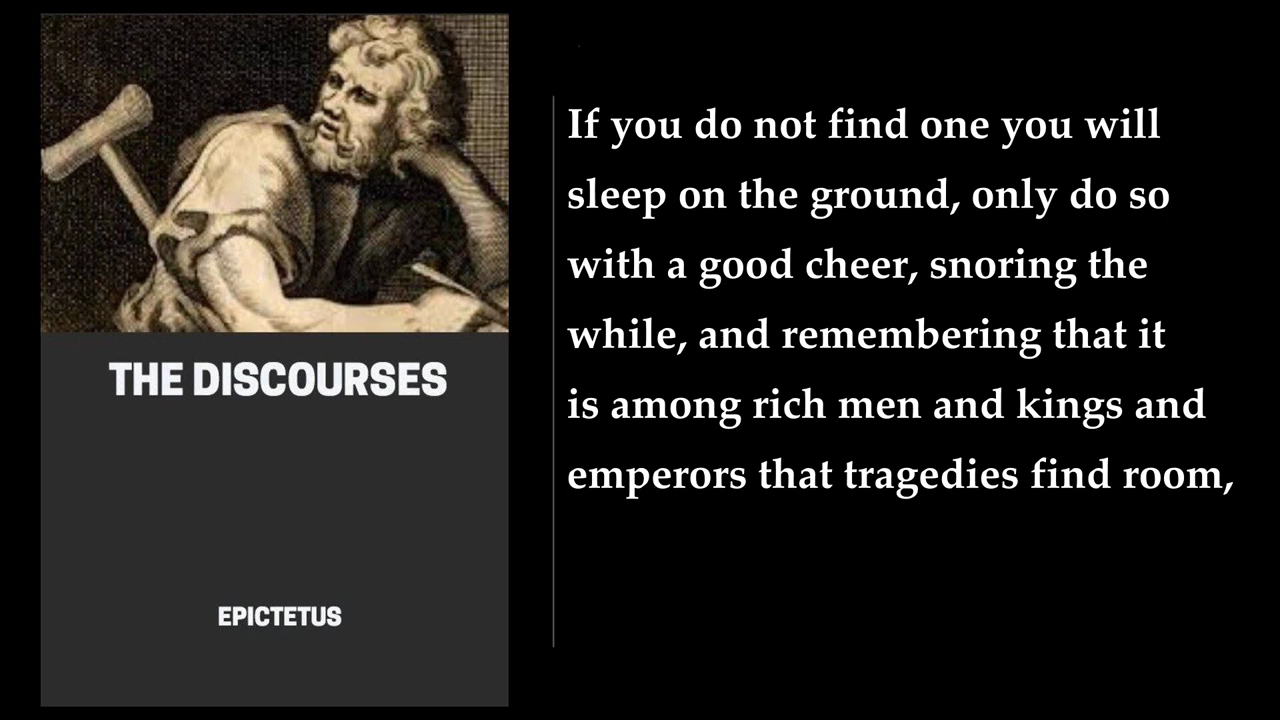 THE DISCOURSES
EPICTETUS
If you do not find one you will
sleep on the ground, only do so
with a good cheer, snoring the
while, and remembering that it
is among rich men and kings and
emperors that tragedies find room,